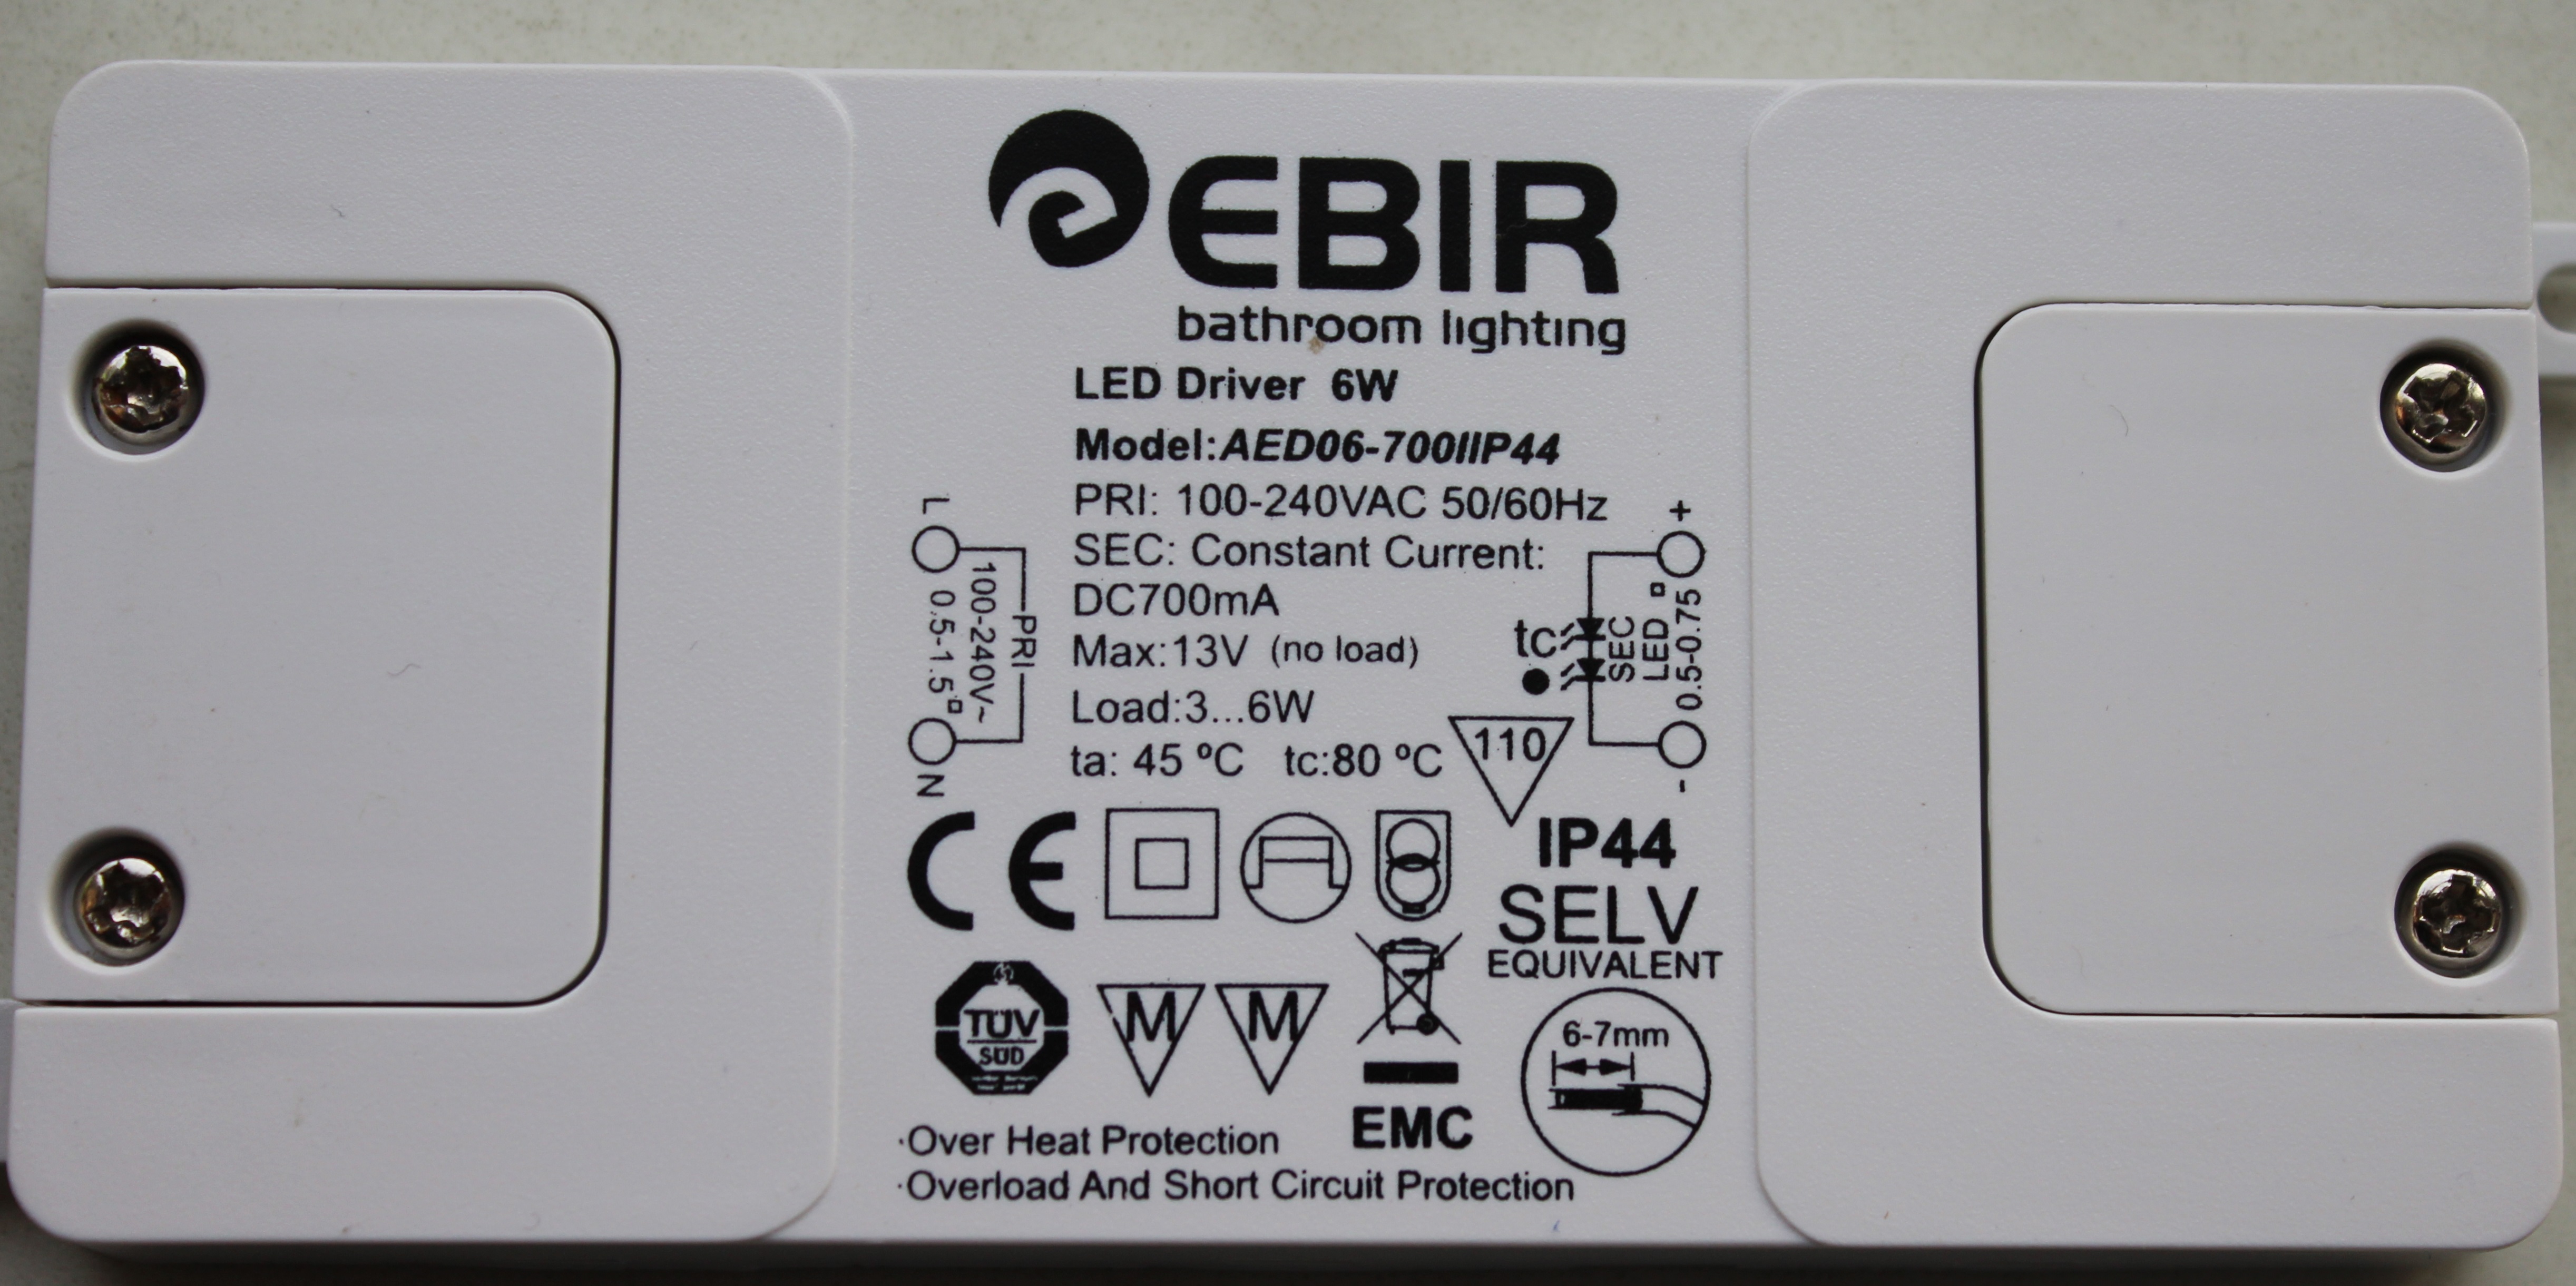 EBIR
bathroom lighting
LED Driver 6W
Model:AED06-700IIP44
PRI: 100-240VAC 50/60Hz
SEC: Constant Current:
DC700mA
Max:13V (no load)
Load:3...6W
ta: 45 ºC tc:80 ºC
110
L
PRI
100-240V~
0.5-1.5
N
+
tc
SEC
LED
0.5-0.75
-
CE
IP44
SELV
EQUIVALENT
TÜV
SÜD
M M
EMC
6-7mm
·Over Heat Protection
·Overload And Short Circuit Protection